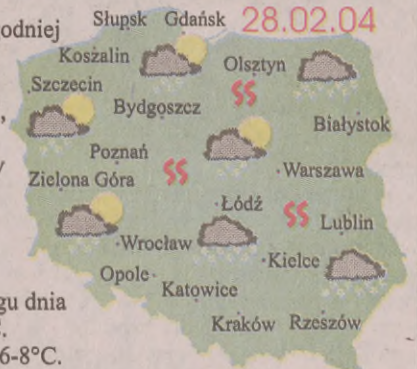 odniej
Słupsk Gdańsk 28.02.04
Koszalin
Olsztyn
Szczecin
Bydgoszcz
,
Białystok
Poznań
Warszawa
Zielona Góra
Łódź
Lublin
Wrocław
Kielce
Opole
Katowice
gu dnia
Kraków Rzeszów
6-8°C.